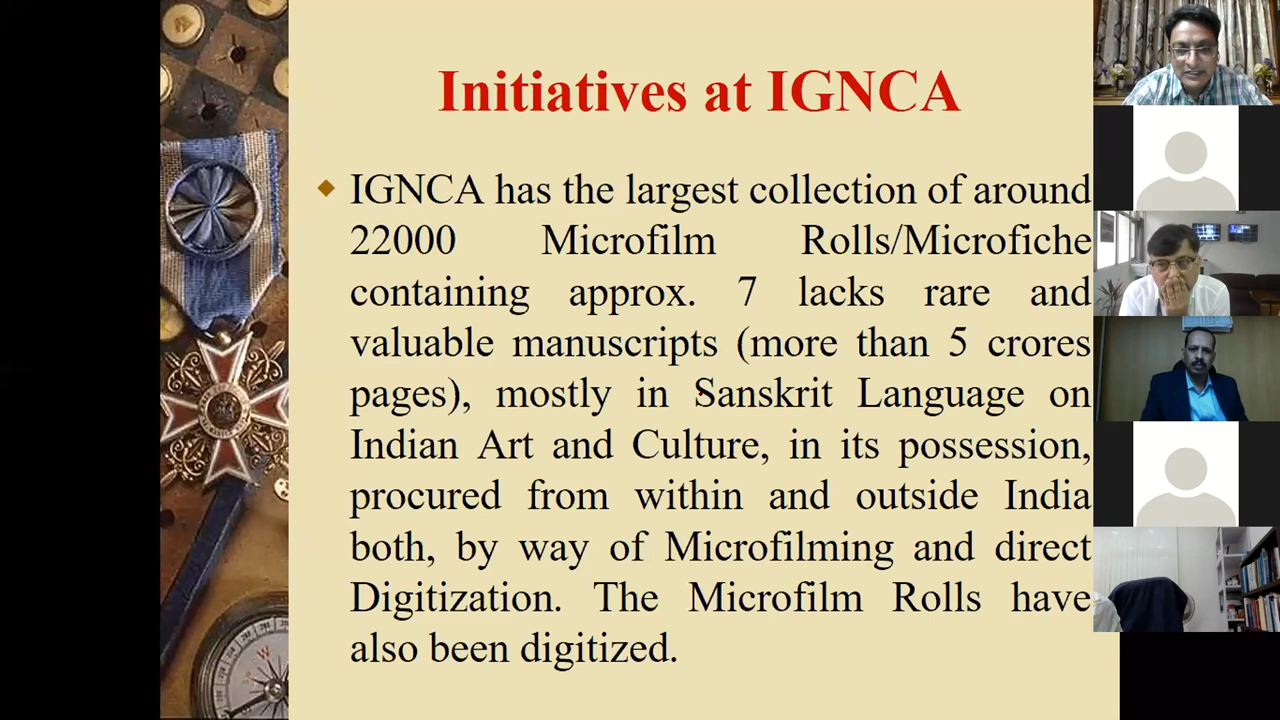 Initiatives at IGNCA
IGNCA has the largest collection of around
22000 Microfilm Rolls/Microfiche
containing approx. 7 lacks rare and
valuable manuscripts (more than 5 crores
pages), mostly in Sanskrit Language on
Indian Art and Culture, in its possession,
procured from within and outside India
both, by way of Microfilming and direct
Digitization. The Microfilm Rolls have
also been digitized.